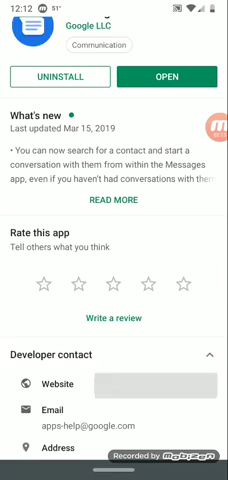 12:12 51°
Google LLC
Communication
UNINSTALL OPEN
What's new
Last updated Mar 15, 2019
• You can now search for a contact and start a
conversation with them from within the Messages
app, even if you haven't had conversations with them
READ MORE
Rate this app
Tell others what you think
Write a review
Developer contact
Website
Email
apps-help@google.com
Address
Recorded by MOBIZEN